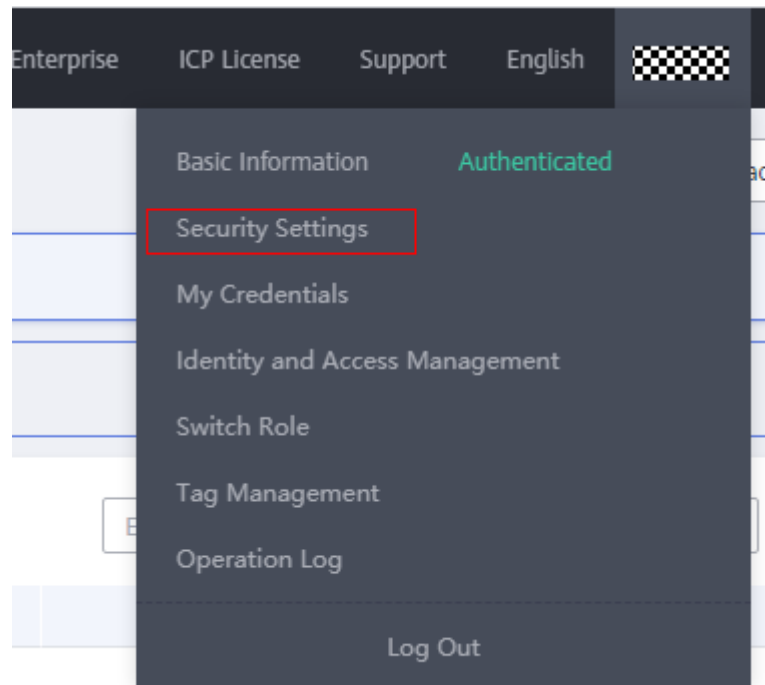 Enterprise ICP License Support English
Basic Information Authenticated
Security Settings
My Credentials
Identity and Access Management
Switch Role
Tag Management
Operation Log
Log Out